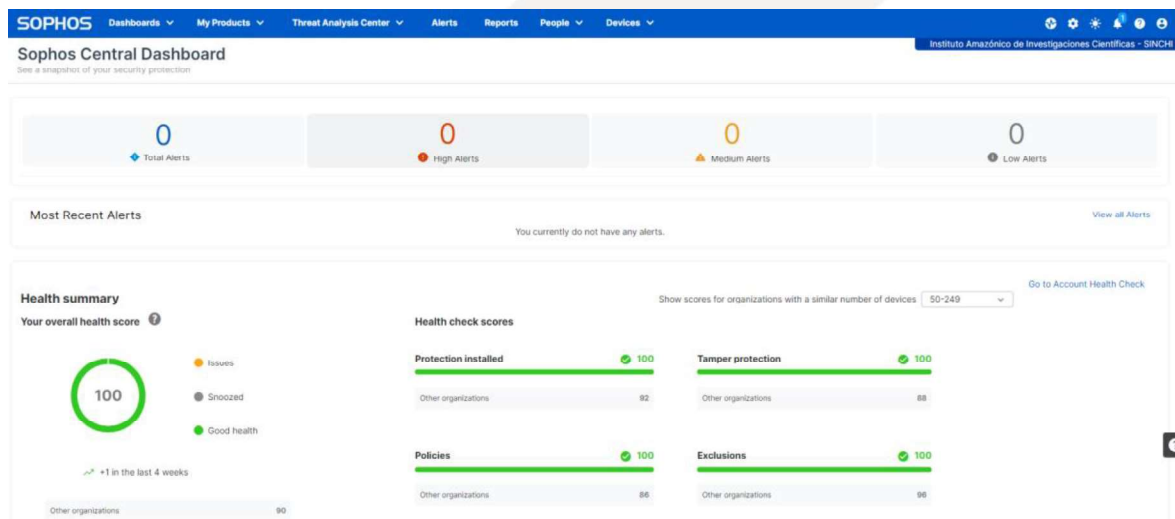 SOPHOS Dashboards My Products Threat Analysis Center Alerts Reports People Devices 1
Instituto Amazónico de Investigaciones Científicas - SINCHI
Sophos Central Dashboard
See a snapshot of your security protection
0 0 0 0
Total Alerts High Alerts Medium Alerts Low Alerts
Most Recent Alerts View all Alerts
You currently do not have any alerts.
Go to Account Health Check
Health summary Show scores for organizations with a similar number of devices 50-249
Your overall health score Health check scores
Protection installed 100 Tamper protection 100
Issues
100 Snoozed Other organizations 92 Other organizations 88
Good health
Policies 100 Exclusions 100
+1 in the last 4 weeks
Other organizations 86 Other organizations 96
Other organizations 90